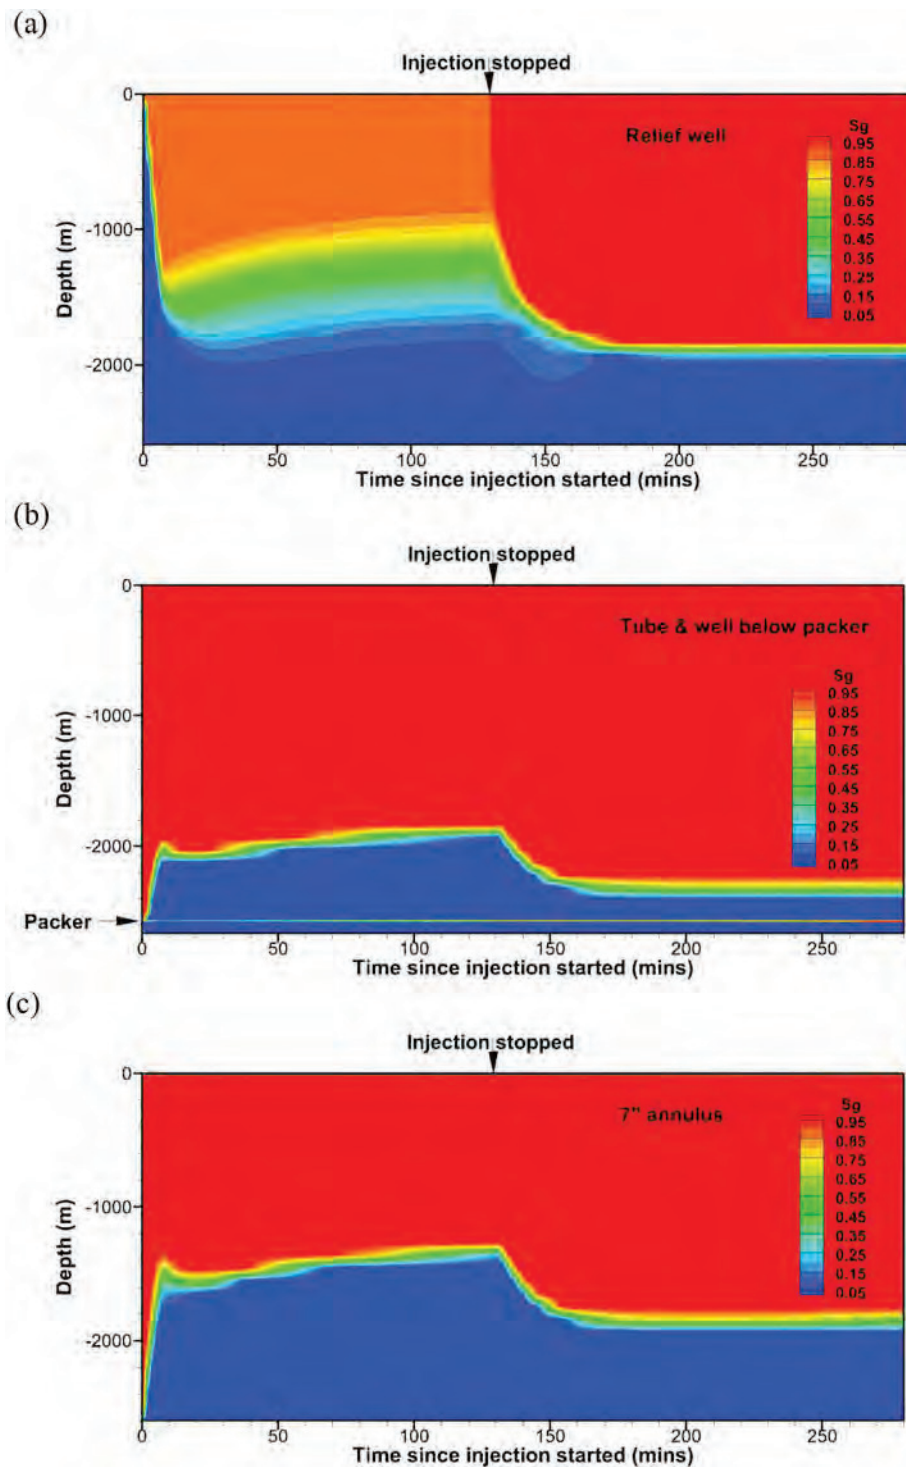 (a)
Injection stopped
0
Relief well
Sg
0.95
0.85
0.75
0.65
0.55
0.45
0.35
0.25
0.15
0.05
-1000
Depth (m)
-2000
0 50 100 150 200 250
Time since injection started (mins)
(b)
Injection stopped
0
Tube & well below packer
Sg
0.95
0.85
0.75
0.65
0.55
0.45
0.35
0.25
0.15
0.05
-1000
Depth (m)
-2000
Packer
0 50 100 150 200 250
Time since injection started (mins)
(c)
Injection stopped
0
7" annulus
Sg
0.95
0.85
0.75
0.65
0.55
0.45
0.35
0.25
0.15
0.05
-1000
Depth (m)
-2000
0 50 100 150 200 250
Time since injection started (mins)